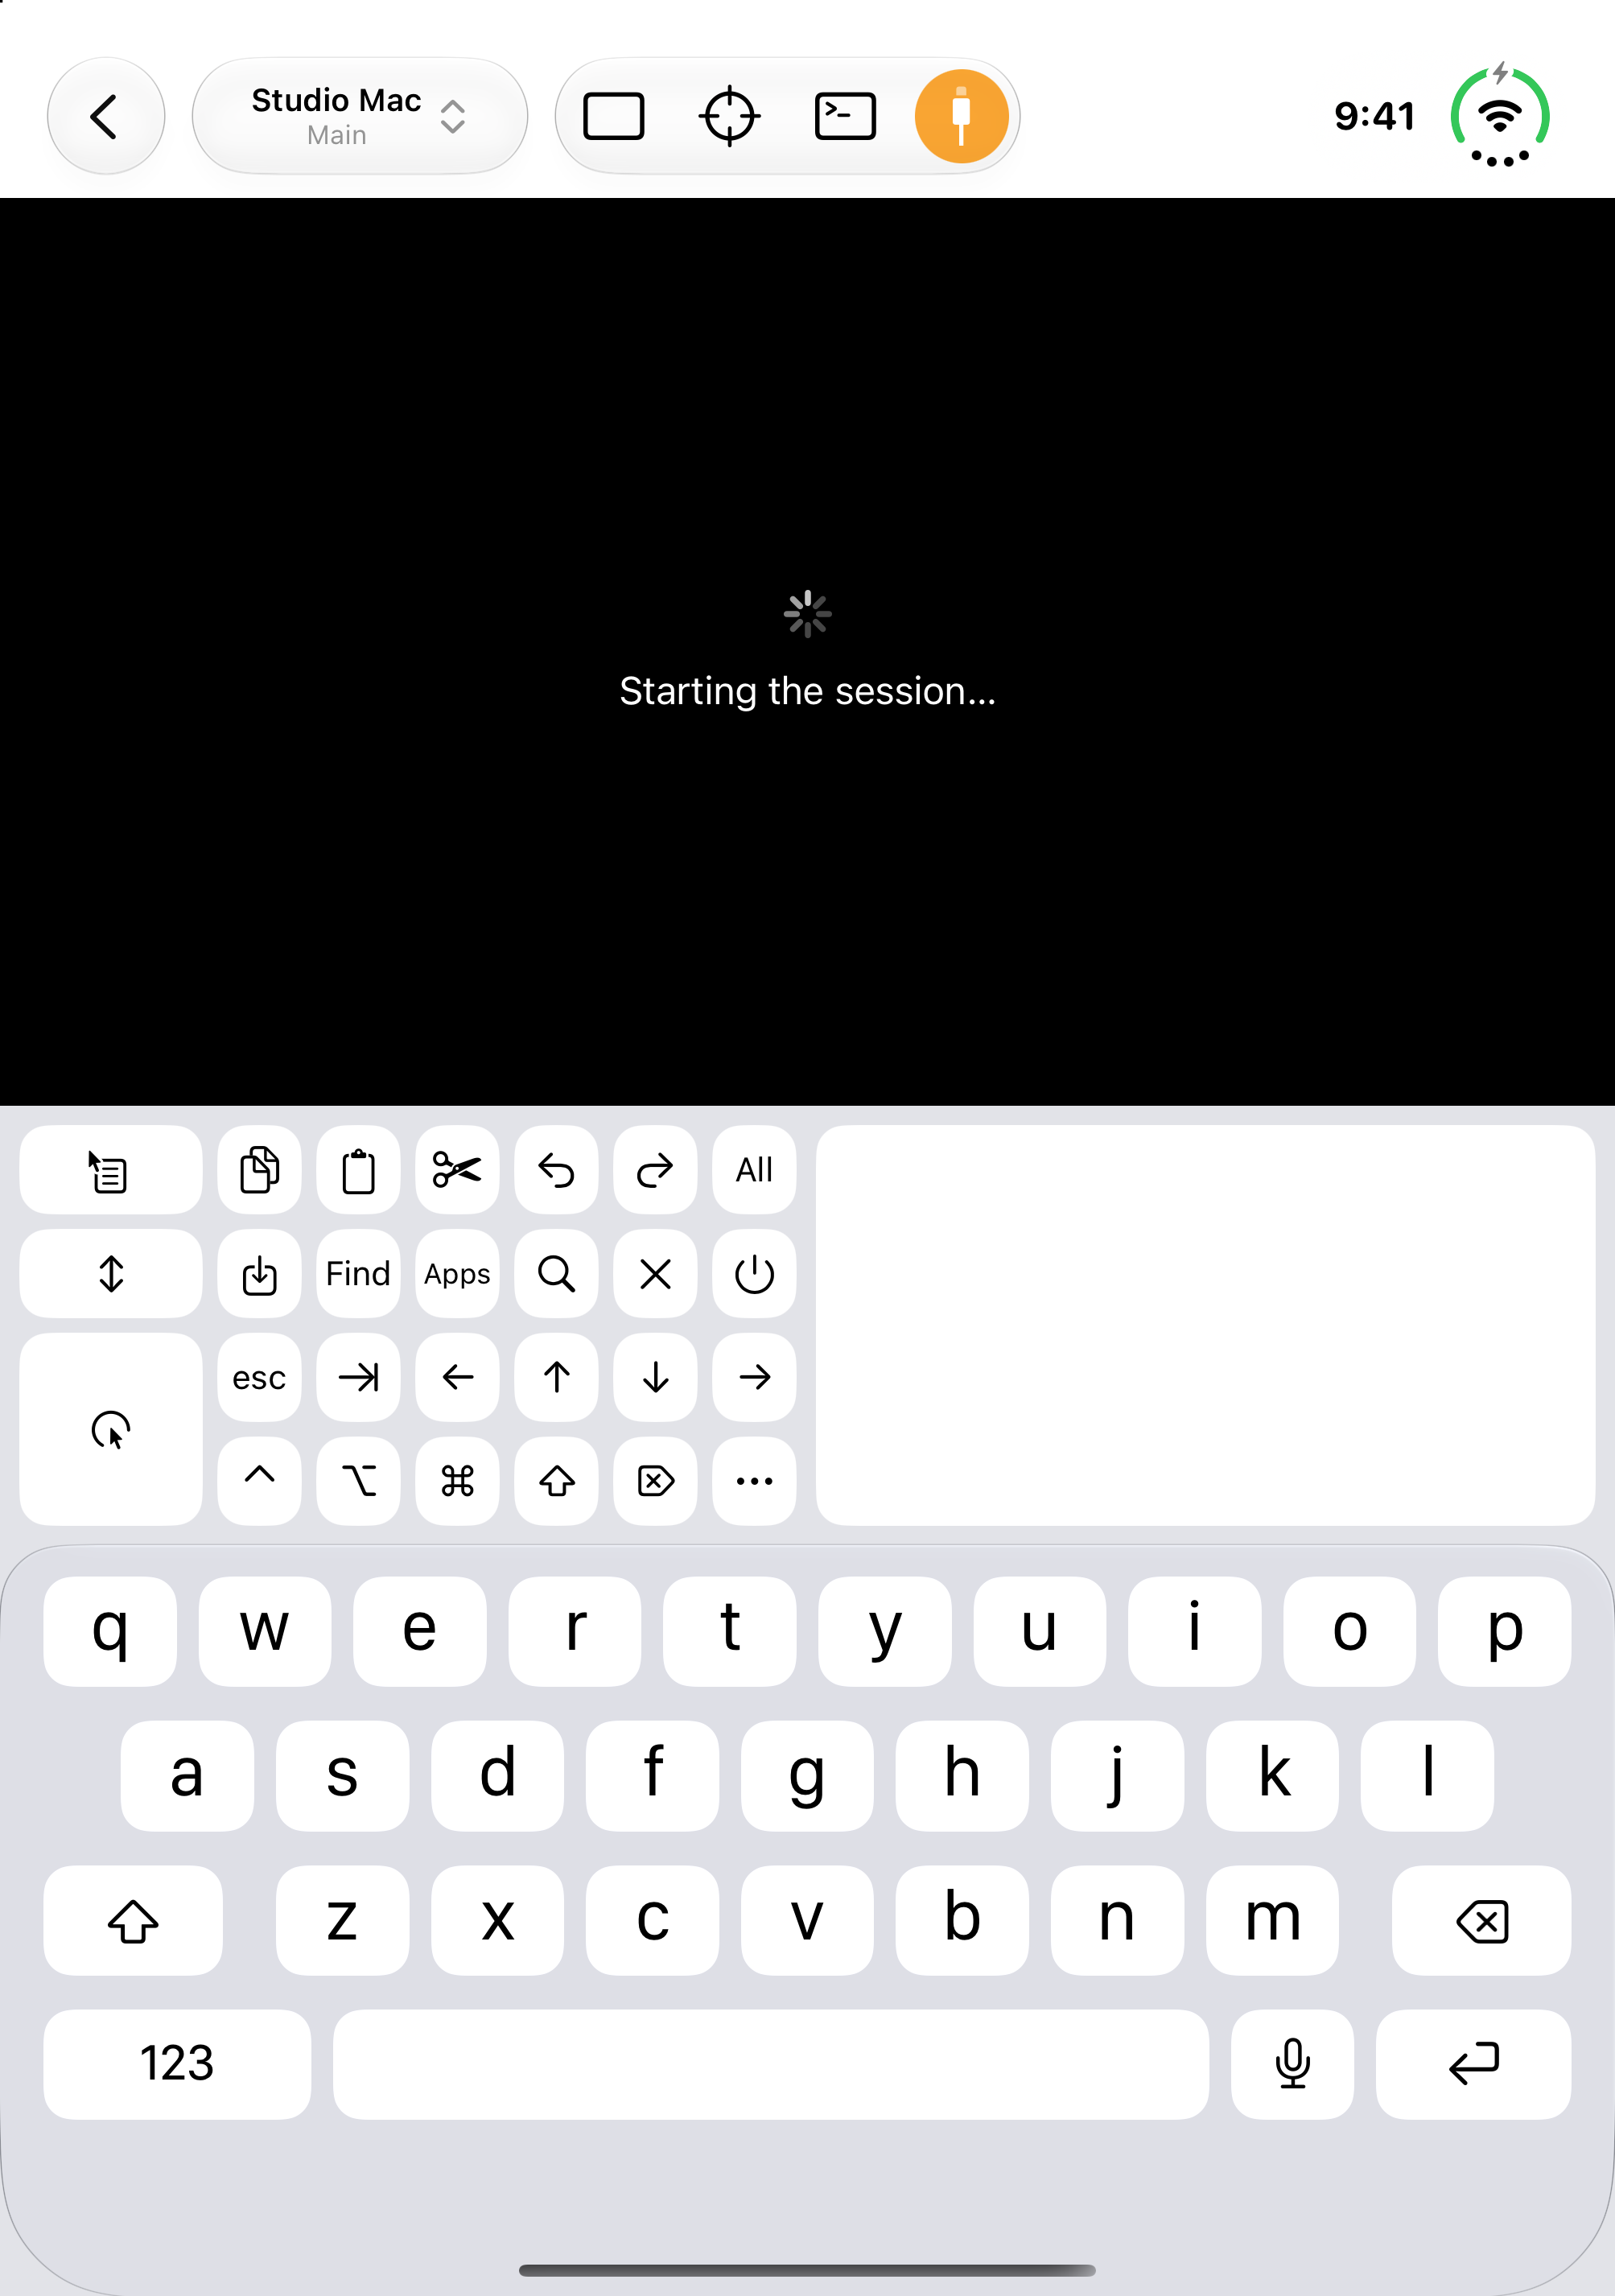 Studio Mac
Main
9:41
Starting the session...
All
Find Apps
esc
q w e r t y u i o p
a s d f g h j k l
z x c v b n m
123